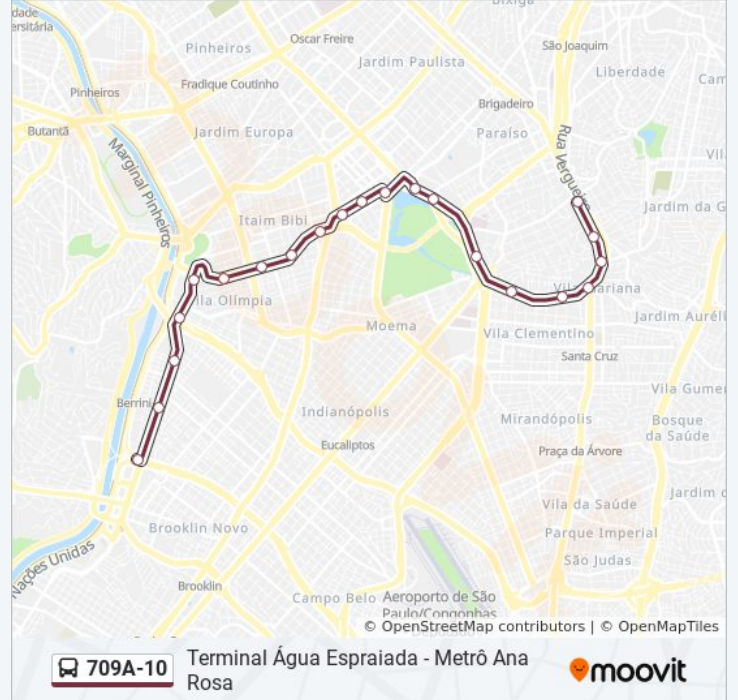 Bixiga
dade
ersitária
Pinheiros
Oscar Freire
São Joaquim
Jardim Paulista
Liberdade
Cam
Pinheiros
Fradique Coutinho
Brigadeiro
Butantã
Jardim Europa
Paraíso
Rua Vergueiro
Vil
Marginal Pinheiros
Itaim Bibi
Jardim da G
Vila Mariana
la Olímpia
Jardim Auréli
Moema
Vila Clementino
Santa Cruz
Vila Gumer
Berrini
Indianópolis
Mirandópolis
Bosque
da Saúde
Eucaliptos
Praça da Árvore
Jardim d
Vila da Saúde
Brooklin Novo
Parque Imperial
Nações Unidas
São Judas
Brooklin
Campo Belo
Aeroporto de São
Paulo/Congonhas
© OpenStreetMap contributors | © OpenMapTiles
709A-10
Terminal Água Espraiada - Metrô Ana
Rosa
moovit